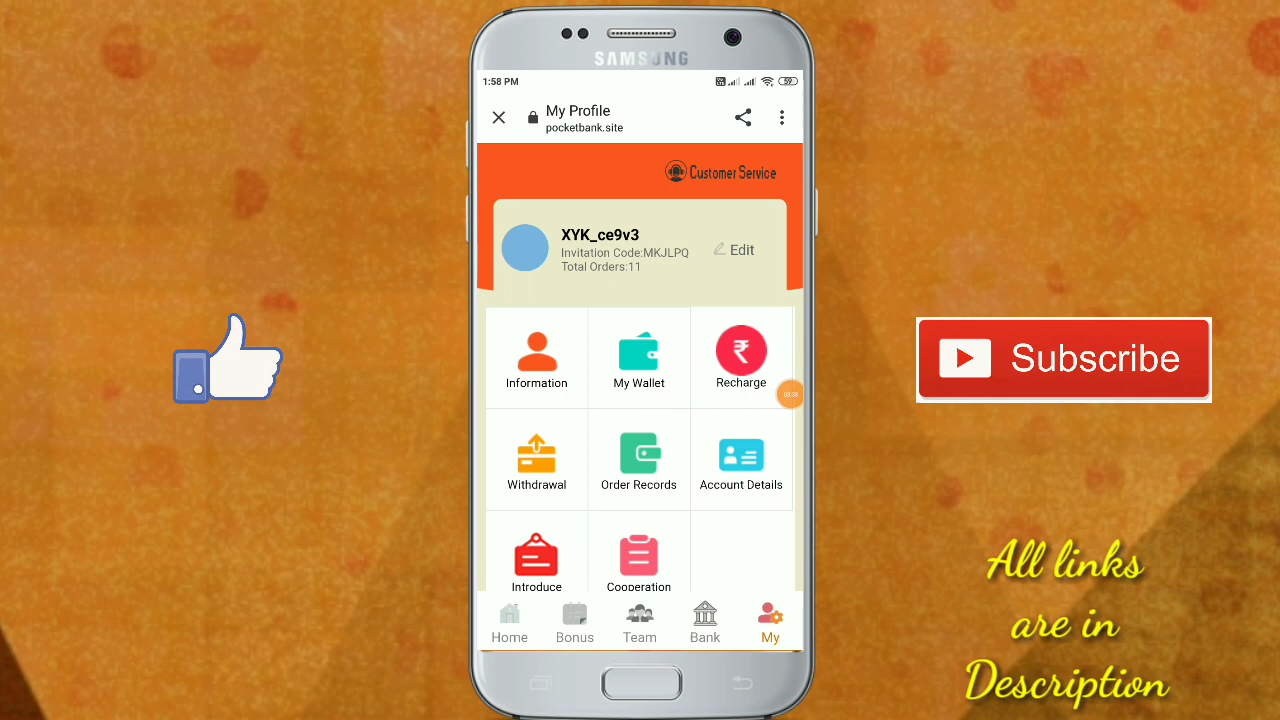 SAMSUNG
1:58 PM
59
My Profile
pocketbank.site
Customer Service
XYK_ce9v3
Invitation Code:MKJLPQ
Edit
Total Orders:11
₹
Information
My Wallet
Recharge
Withdrawal
Order Records
Account Details
Introduce
Cooperation
Home
Bonus
Team
Bank
My
Subscribe
All links
are in
Description